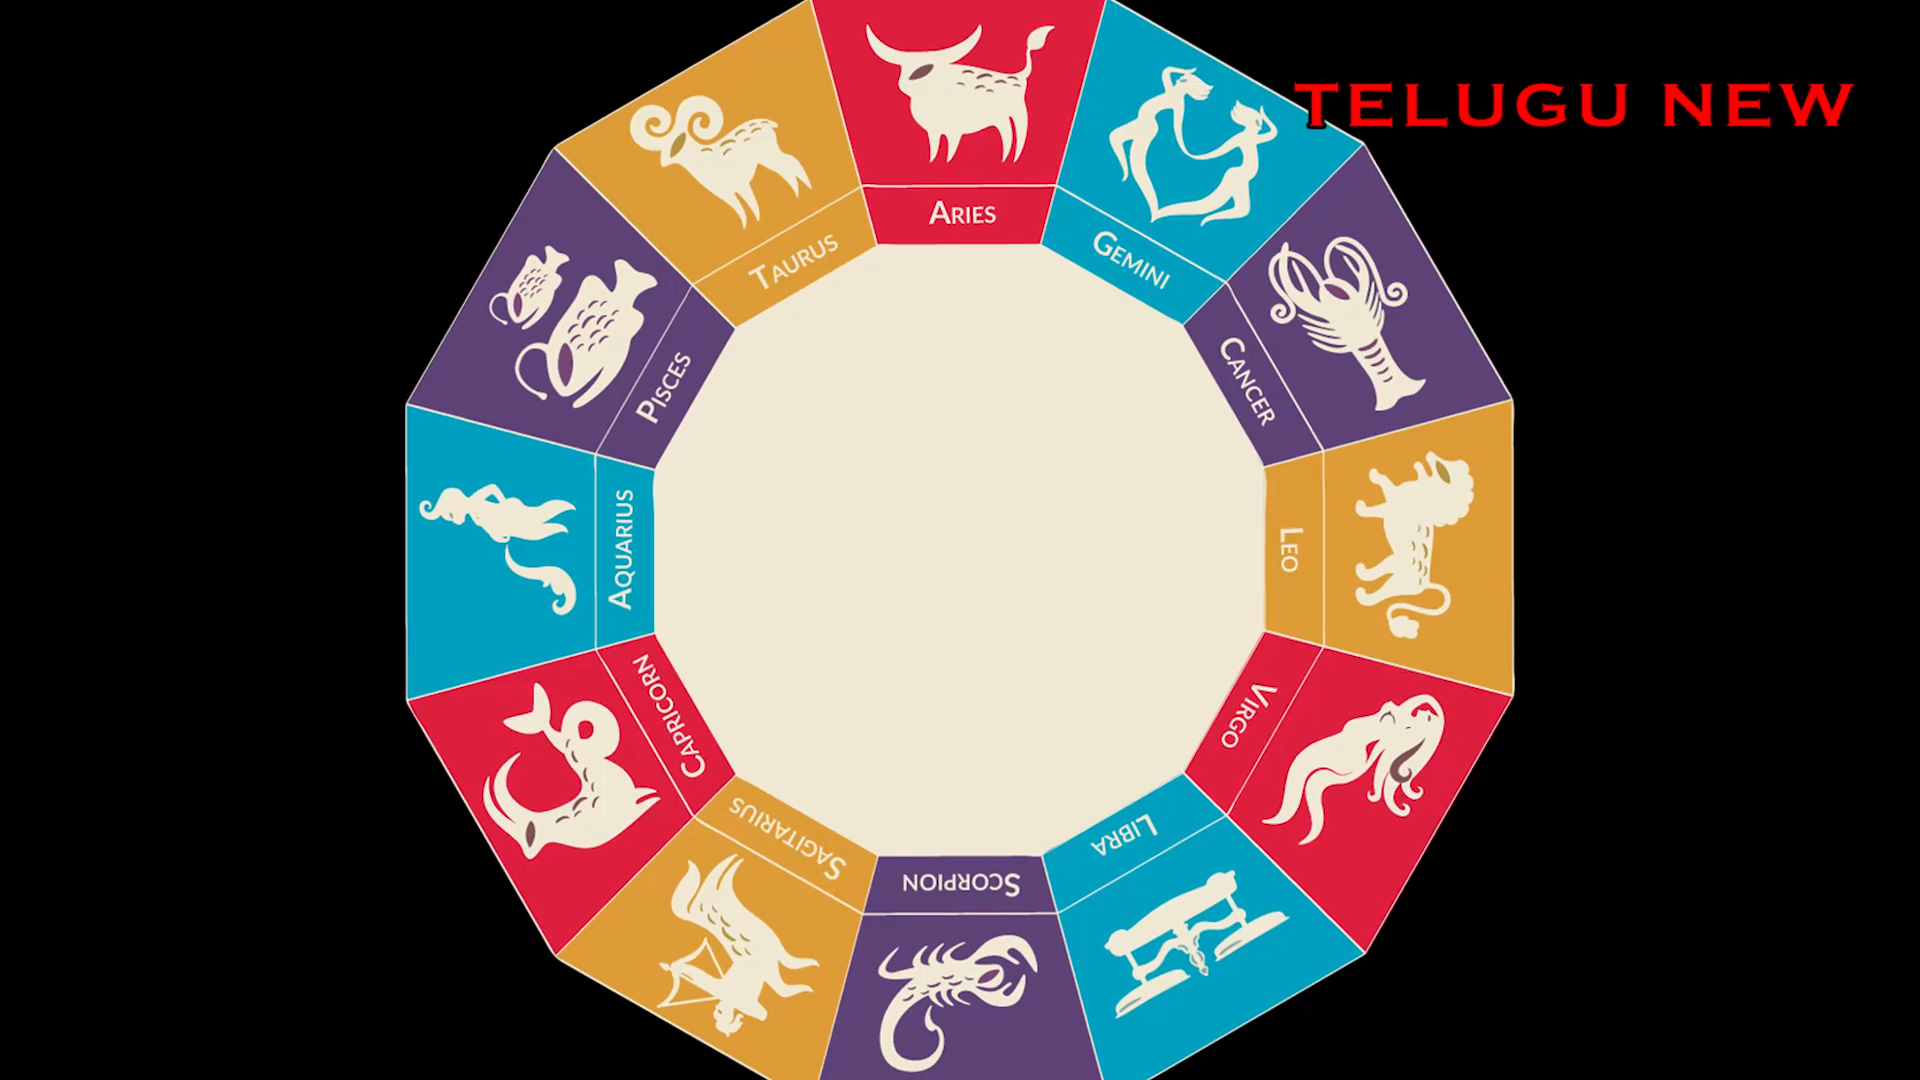 TELUGU NEW
ARIES
GEMINI
CANCER
LEO
VIRGO
LIBRA
SCORPION
SAGITARIUS
CAPRICORN
AQUARIUS
PISCES
TAURUS